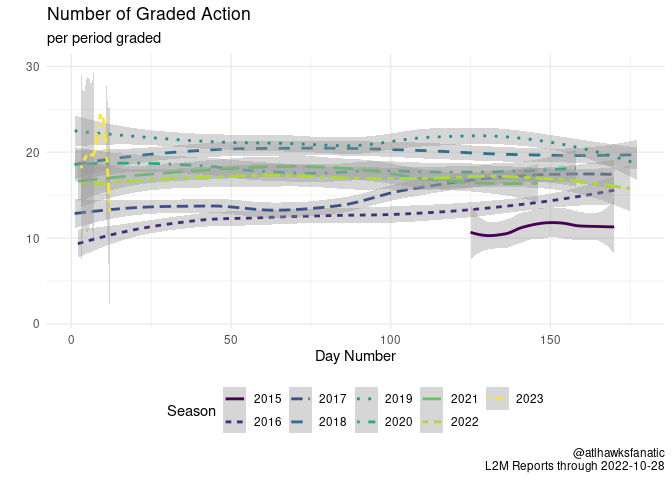 Number of Graded Action
per period graded
30
20
10
0
0 50 100 150
Day Number
Season
2015 2017 2019 2021 2023
2016 2018 2020 2022
@atlhawksfanatic
L2M Reports through 2022-10-28